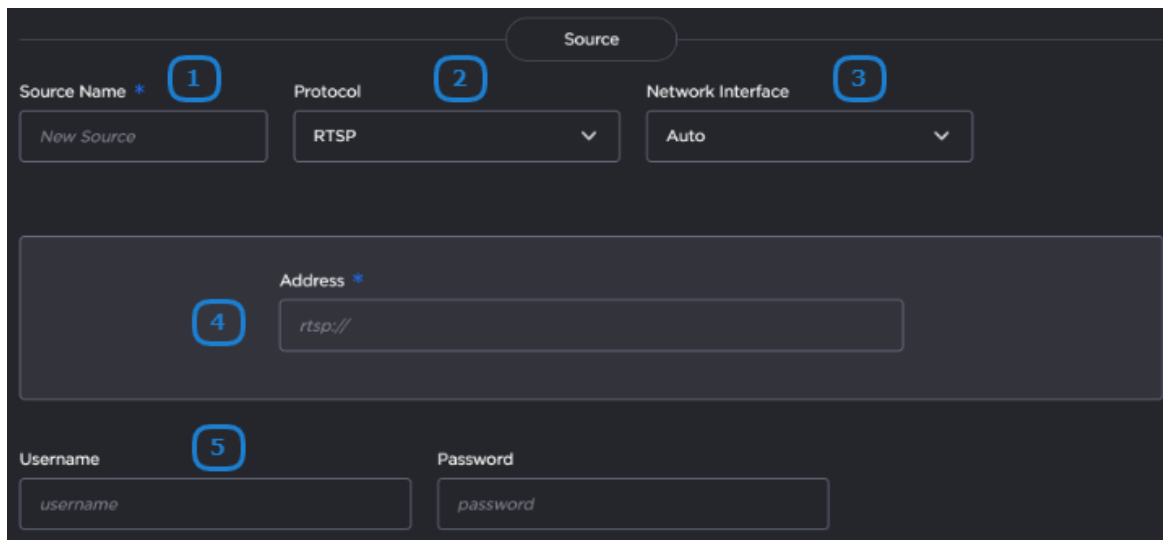 Source
Source Name * 1 Protocol 2 Network Interface 3
New Source RTSP Auto
Address *
4 rtsp://
Username 5 Password
username password